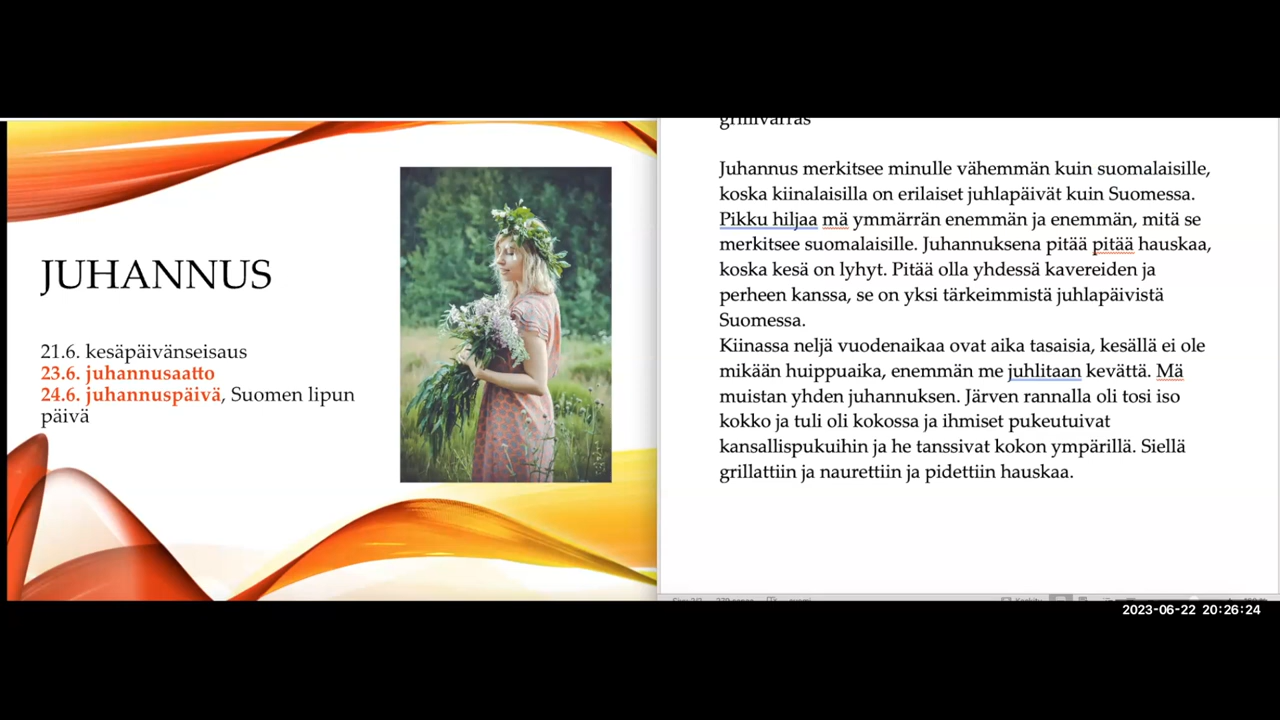 JUHANNUS
21.6. kesäpäivänseisaus
23.6. juhannusaatto
24.6. juhannuspäivä, Suomen lipun
päivä
grillivarras
Juhannus merkitsee minulle vähemmän kuin suomalaisille,
koska kiinalaisilla on erilaiset juhlapäivät kuin Suomessa.
Pikku hiljaa mä ymmärrän enemmän ja enemmän, mitä se
merkitsee suomalaisille. Juhannuksena pitää pitää hauskaa,
koska kesä on lyhyt. Pitää olla yhdessä kavereiden ja
perheen kanssa, se on yksi tärkeimmistä juhlapäivistä
Suomessa.
Kiinassa neljä vuodenaikaa ovat aika tasaisia, kesällä ei ole
mikään huippuaika, enemmän me juhlitaan kevättä. Mä
muistan yhden juhannuksen. Järven rannalla oli tosi iso
kokko ja tuli oli kokossa ja ihmiset pukeutuivat
kansallispukuihin ja he tanssivat kokon ympärillä. Siellä
grillattiin ja naurettiin ja pidettiin hauskaa.
2023-06-22 20:26:24